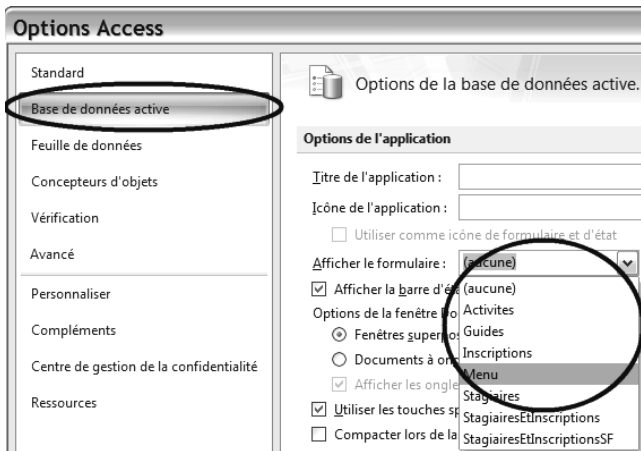 Options Access
Standard
Base de données active
Feuille de données
Concepteurs d'objets
Vérification
Avancé
Personnaliser
Compléments
Centre de gestion de la confidentialité
Ressources
Options de la base de données active.
Options de l'application
Titre de l'application :
Icône de l'application :
Utiliser comme icône de formulaire et d'état
Afficher le formulaire : (aucune)
Afficher la barre d'éta
Options de la fenêtre Do
Fenêtres superpos
Documents à ong
Afficher les ongle
Utiliser les touches sp
Compacter lors de la
(aucune)
Activites
Guides
Inscriptions
Menu
Stagiaires
StagiairesEtInscriptions
StagiairesEtInscriptionsSF